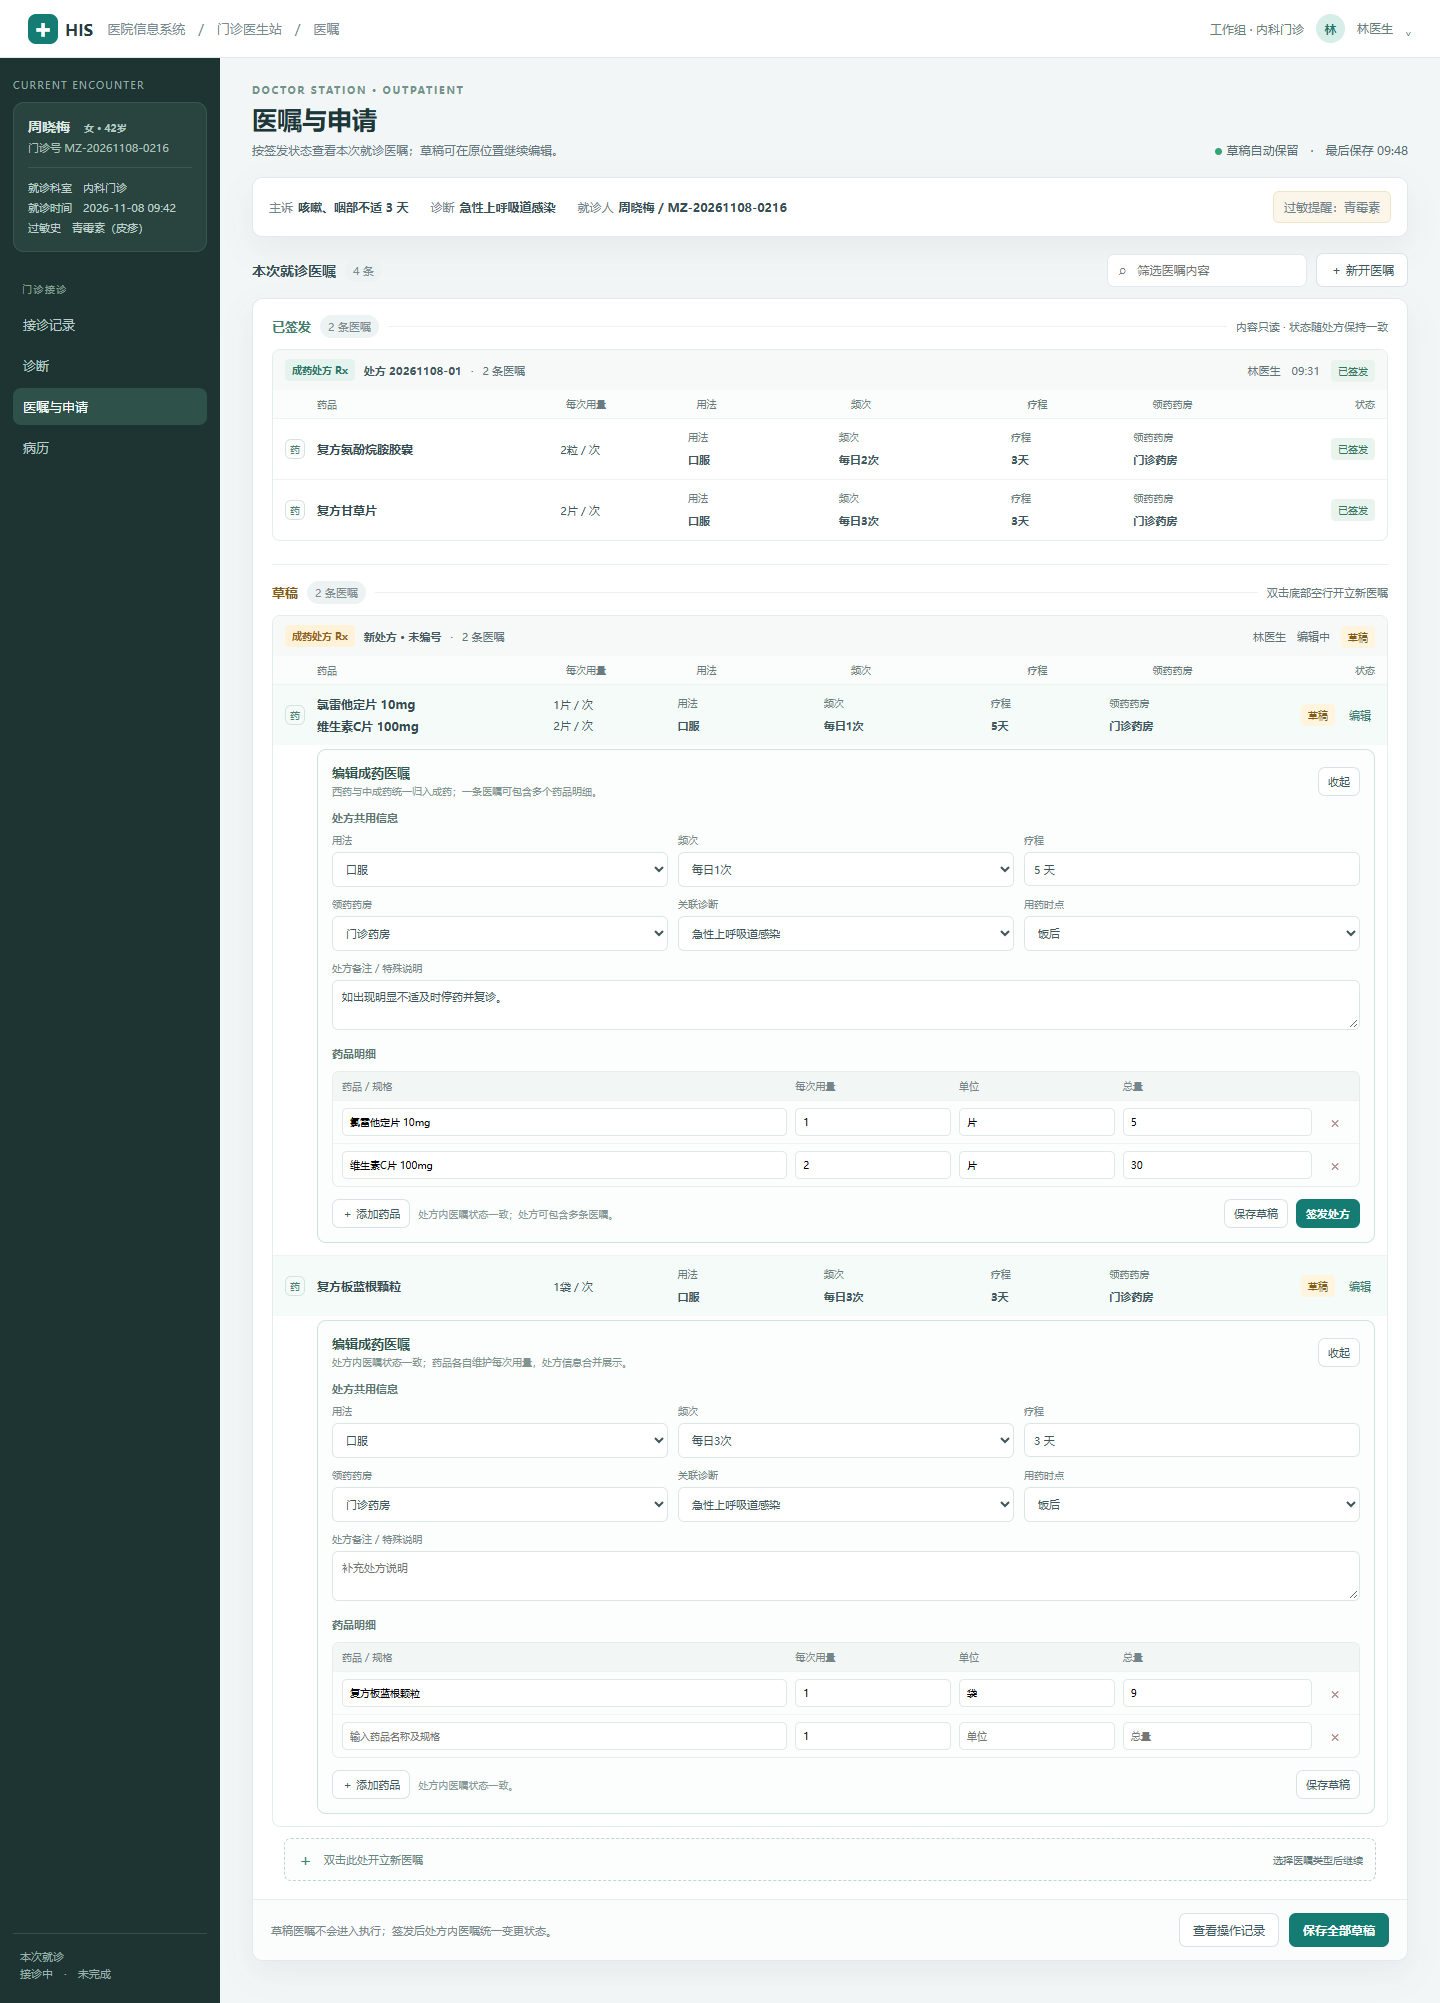 HIS 医院信息系统 / 门诊医生站 / 医嘱
工作组 · 内科门诊 林 林医生
CURRENT ENCOUNTER
周晓梅 女 • 42岁
门诊号 MZ-20261108-0216
就诊科室 内科门诊
就诊时间 2026-11-08 09:42
过敏史 青霉素（皮疹）
门诊接诊
接诊记录
诊断
医嘱与申请
病历
本次就诊
接诊中 · 未完成
DOCTOR STATION • OUTPATIENT
医嘱与申请
按签发状态查看本次就诊医嘱；草稿可在原位置继续编辑。
草稿自动保留 · 最后保存 09:48
主诉 咳嗽、咽部不适 3 天 诊断 急性上呼吸道感染 就诊人 周晓梅 / MZ-20261108-0216
过敏提醒：青霉素
本次就诊医嘱 4 条
筛选医嘱内容
+ 新开医嘱
已签发 2 条医嘱
内容只读 · 状态随处方保持一致
成药处方 Rx 处方 20261108-01 · 2 条医嘱
林医生 09:31 已签发
药品 每次用量 用法 频次 疗程 领药药房 状态
用法 频次 疗程 领药药房
药 复方氨酚烷胺胶囊 2粒 / 次 口服 每日2次 3天 门诊药房 已签发
用法 频次 疗程 领药药房
药 复方甘草片 2片 / 次 口服 每日3次 3天 门诊药房 已签发
草稿 2 条医嘱
双击底部空行开立新医嘱
成药处方 Rx 新处方 • 未编号 · 2 条医嘱
林医生 编辑中 草稿
药品 每次用量 用法 频次 疗程 领药药房 状态
氯雷他定片 10mg 1片 / 次 用法 频次 疗程 领药药房
药 草稿 编辑
维生素C片 100mg 2片 / 次 口服 每日1次 5天 门诊药房
编辑成药医嘱
西药与中成药统一归入成药；一条医嘱可包含多个药品明细。
收起
处方共用信息
用法 频次 疗程
口服 每日1次 5 天
领药药房 关联诊断 用药时点
门诊药房 急性上呼吸道感染 饭后
处方备注 / 特殊说明
如出现明显不适及时停药并复诊。
药品明细
药品 / 规格 每次用量 单位 总量
氯雷他定片 10mg 1 片 5 ×
维生素C片 100mg 2 片 30 ×
+ 添加药品 处方内医嘱状态一致；处方可包含多条医嘱。
保存草稿 签发处方
用法 频次 疗程 领药药房
药 复方板蓝根颗粒 1袋 / 次 口服 每日3次 3天 门诊药房 草稿 编辑
编辑成药医嘱
处方内医嘱状态一致；药品各自维护每次用量，处方信息合并展示。
收起
处方共用信息
用法 频次 疗程
口服 每日3次 3 天
领药药房 关联诊断 用药时点
门诊药房 急性上呼吸道感染 饭后
处方备注 / 特殊说明
补充处方说明
药品明细
药品 / 规格 每次用量 单位 总量
复方板蓝根颗粒 1 袋 9 ×
输入药品名称及规格 1 单位 总量 ×
+ 添加药品 处方内医嘱状态一致。
保存草稿
+ 双击此处开立新医嘱
选择医嘱类型后继续
草稿医嘱不会进入执行；签发后处方内医嘱统一变更状态。
查看操作记录 保存全部草稿